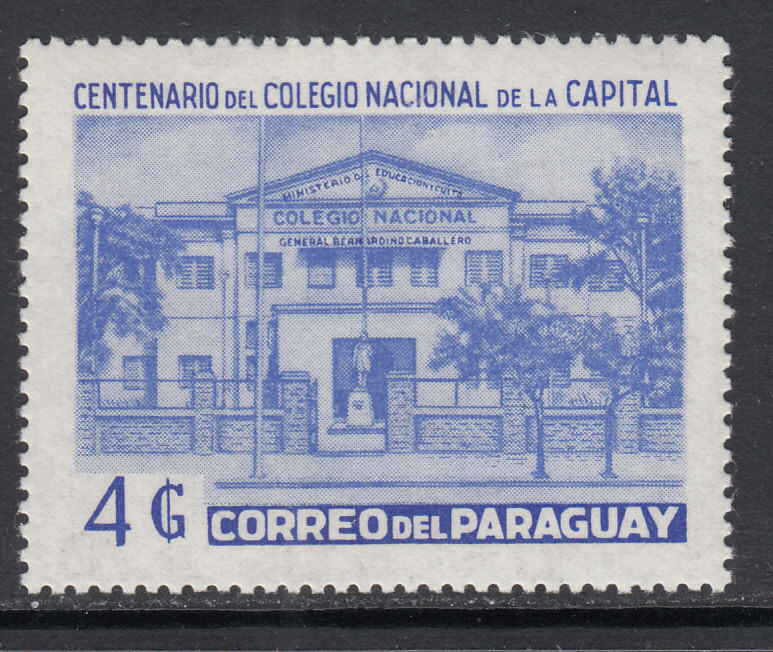 CENTENARIO DEL COLEGIO NACIONAL DE LA CAPITAL
MINISTERIO DE EDUCACION Y CULTO
COLEGIO NACIONAL
GENERAL BERNARDINO CABALLERO
4 ₲ CORREO DEL PARAGUAY